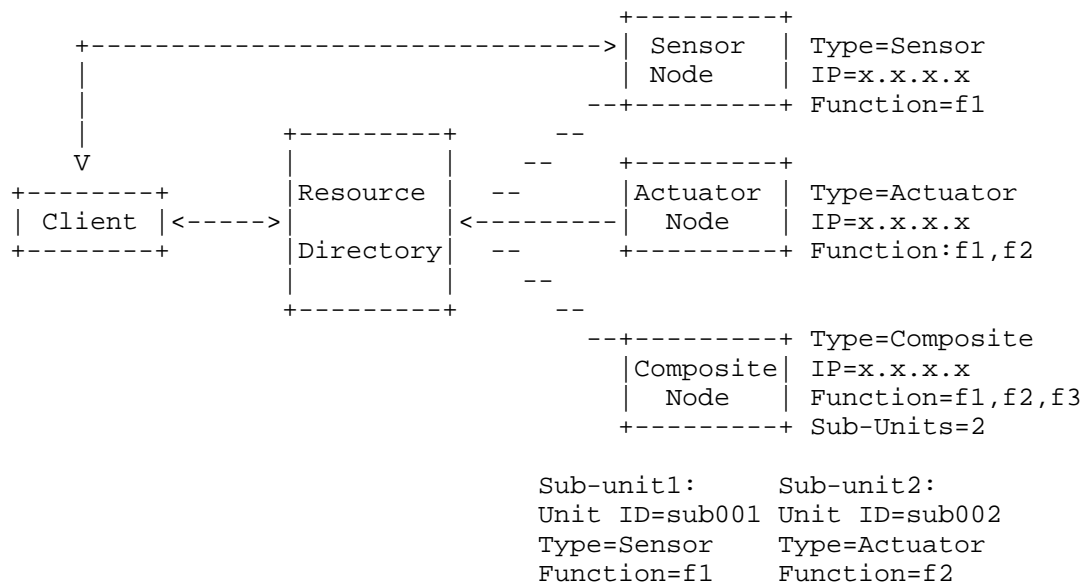 Sensor Type=Sensor
Node IP=x.x.x.x
Function=f1
Resource Actuator Type=Actuator
Client Node IP=x.x.x.x
Directory Function:f1,f2
Type=Composite
Composite IP=x.x.x.x
Node Function=f1,f2,f3
Sub-Units=2
Sub-unit1: Sub-unit2:
Unit ID=sub001 Unit ID=sub002
Type=Sensor Type=Actuator
Function=f1 Function=f2